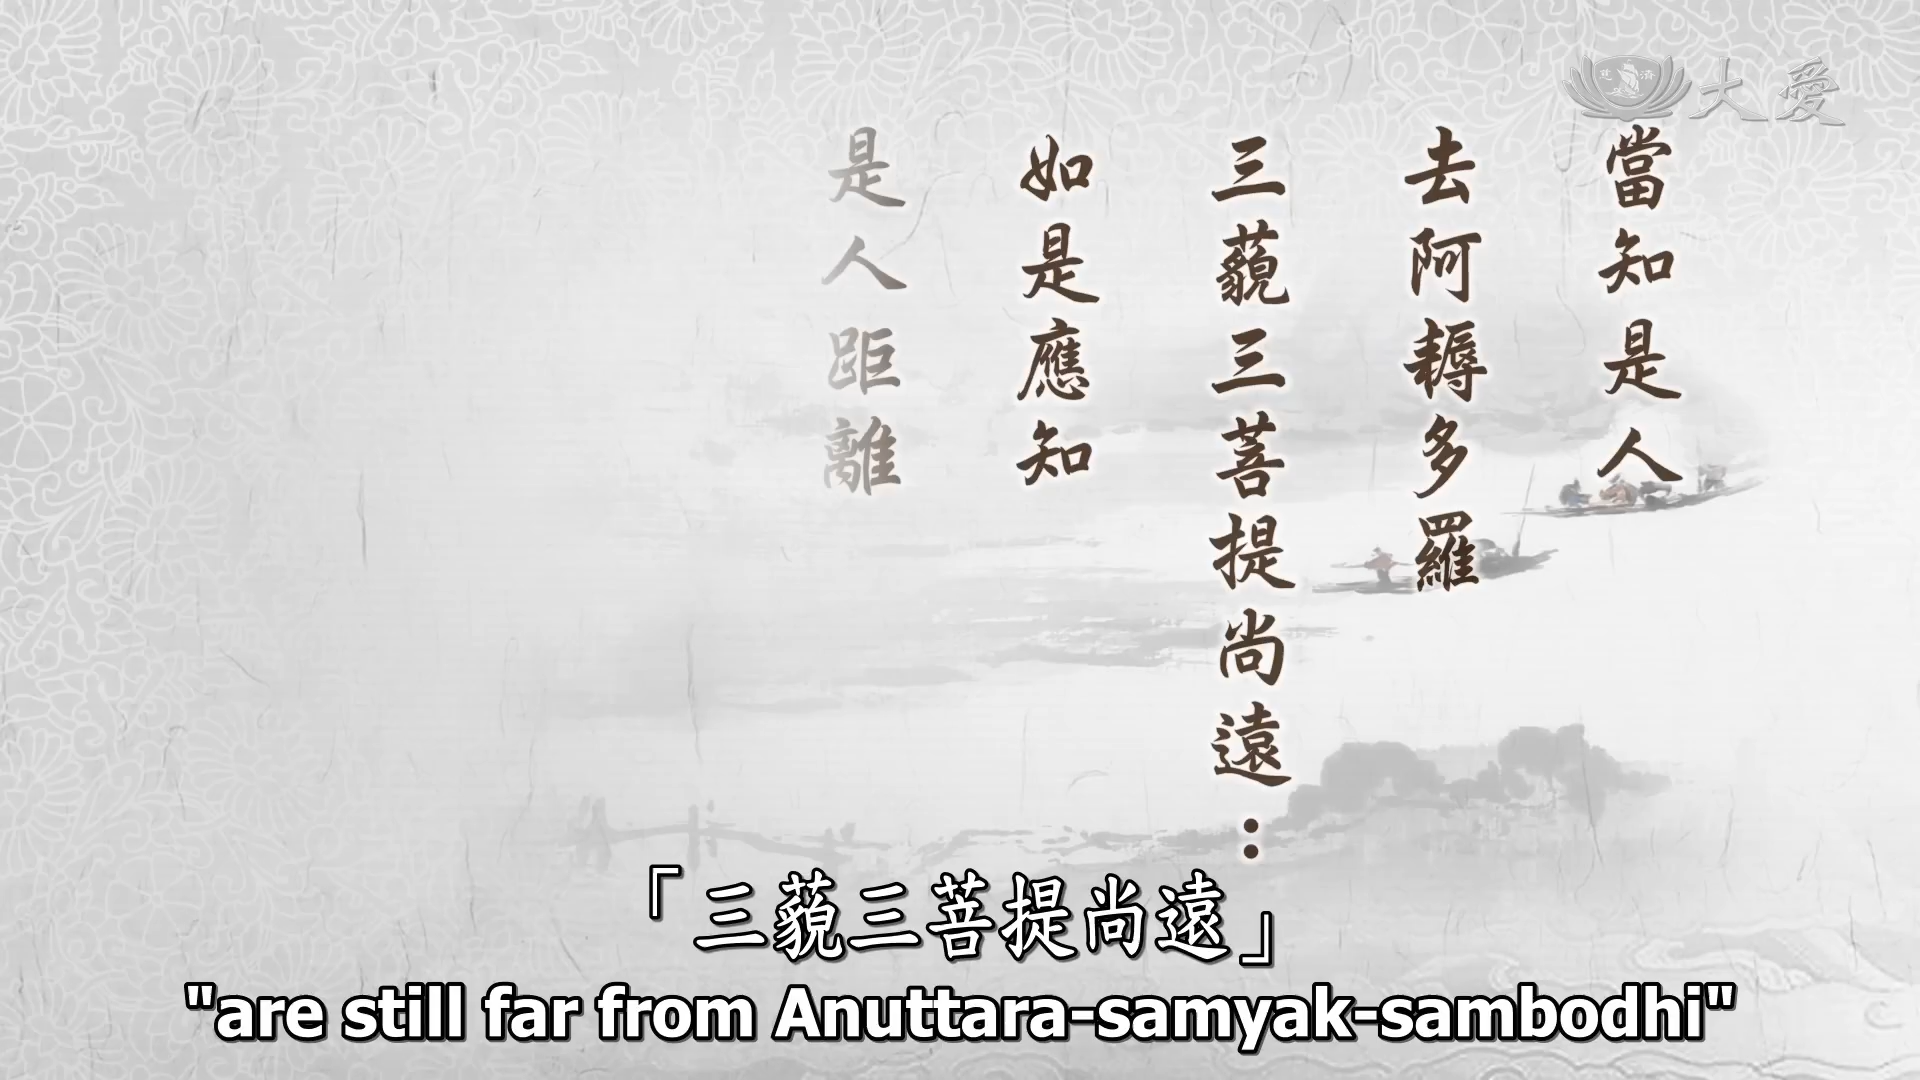 大愛
慈濟
當知是人
去阿耨多羅
三藐三菩提尚遠：
如是應知
是人距離
「三藐三菩提尚遠」
"are still far from Anuttara-samyak-sambodhi"